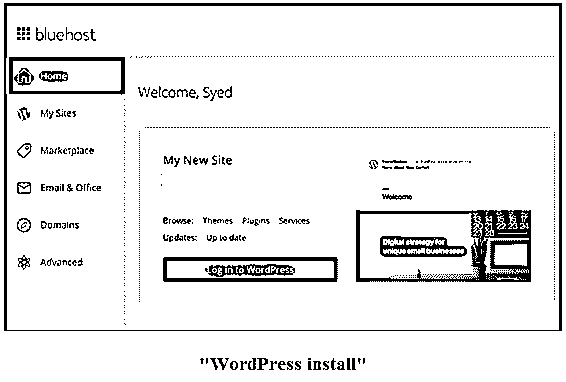 bluehost
Home
My Sites
Marketplace
Email & Office
Domains
Advanced
Welcome, Syed
My New Site
Browse: Themes Plugins Services
Updates: Up to date
Log in to WordPress
Welcome
Digital strategy for
unique small businesses
"WordPress install"